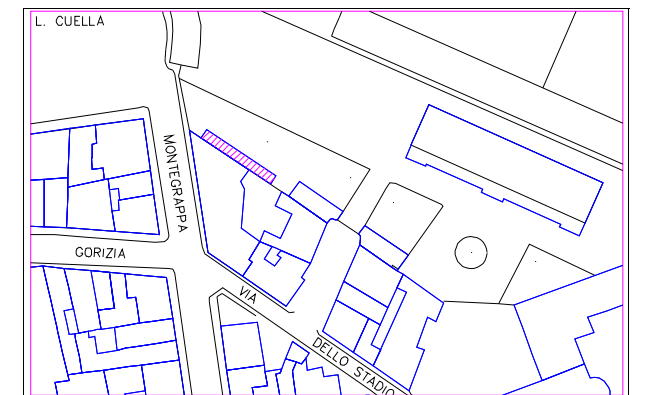 L. CUELLA
MONTEGRAPPA
GORIZIA
VIA
DELLO STADIO